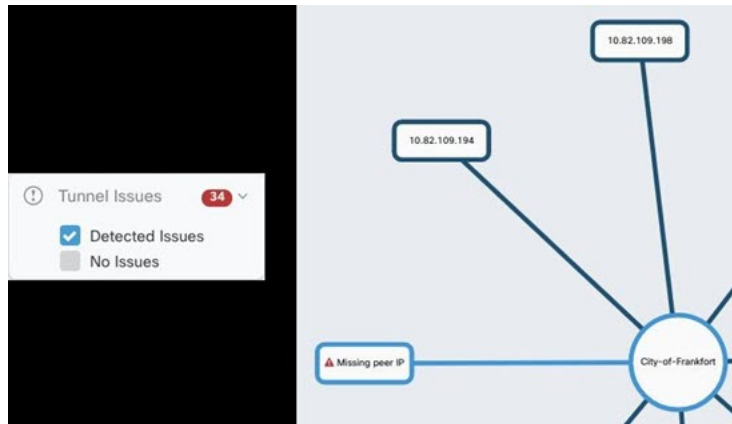 10.82.109.198
10.82.109.194
Tunnel Issues 34
Detected Issues
No Issues
Missing peer IP
City-of-Frankfort